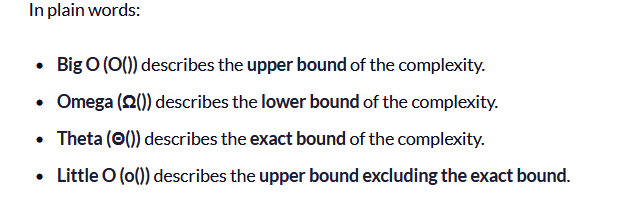 In plain words:
• Big O (O()) describes the upper bound of the complexity.
• Omega (Ω()) describes the lower bound of the complexity.
• Theta (Θ()) describes the exact bound of the complexity.
• Little O (o()) describes the upper bound excluding the exact bound.